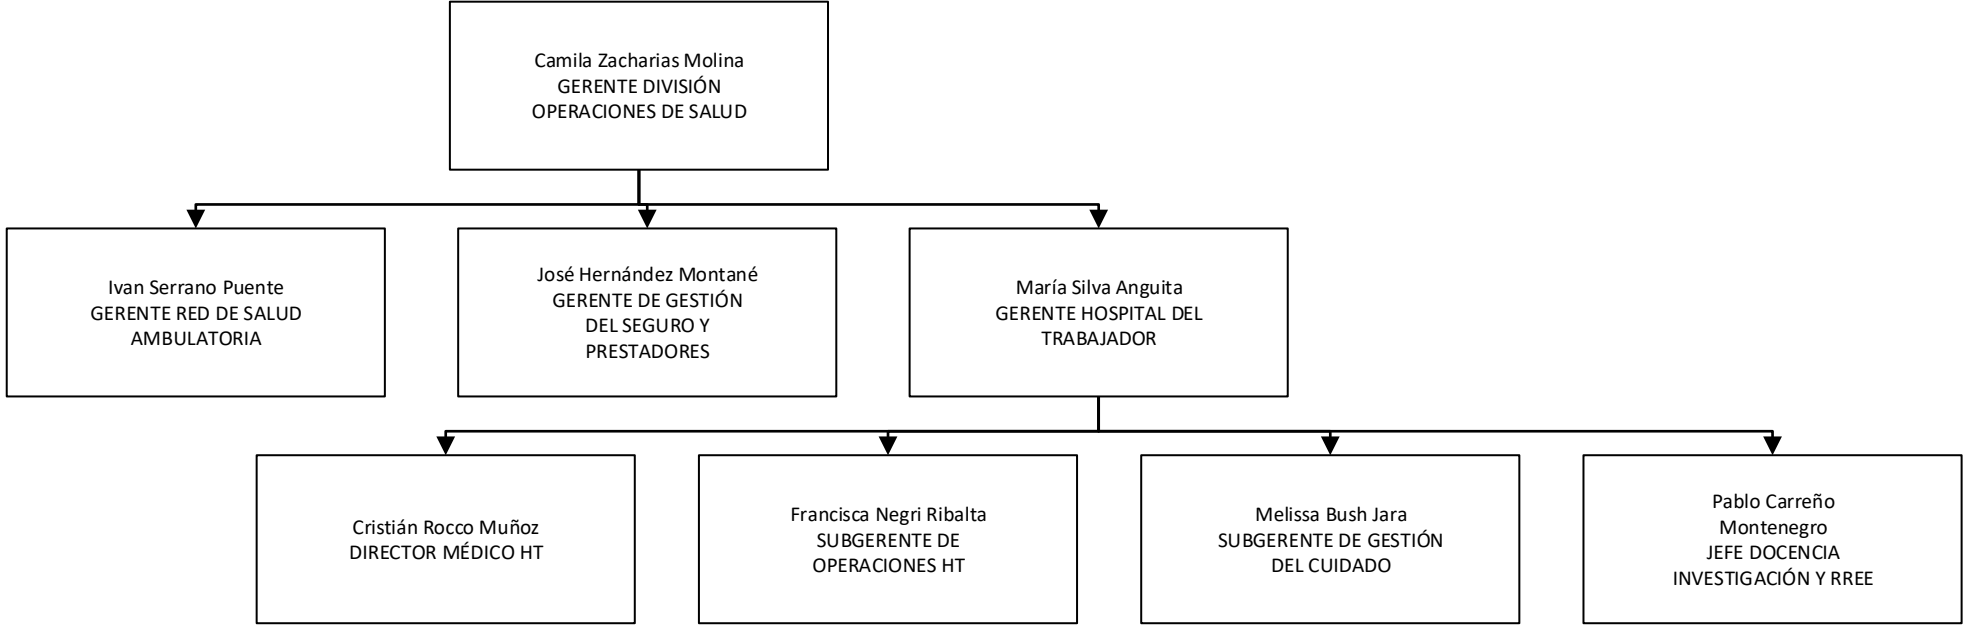 Camila Zacharias Molina
GERENTE DIVISIÓN
OPERACIONES DE SALUD
Ivan Serrano Puente
GERENTE RED DE SALUD
AMBULATORIA
José Hernández Montané
GERENTE DE GESTIÓN
DEL SEGURO Y
PRESTADORES
María Silva Anguita
GERENTE HOSPITAL DEL
TRABAJADOR
Cristián Rocco Muñoz
DIRECTOR MÉDICO HT
Francisca Negri Ribalta
SUBGERENTE DE
OPERACIONES HT
Melissa Bush Jara
SUBGERENTE DE GESTIÓN
DEL CUIDADO
Pablo Carreño
Montenegro
JEFE DOCENCIA
INVESTIGACIÓN Y RREE